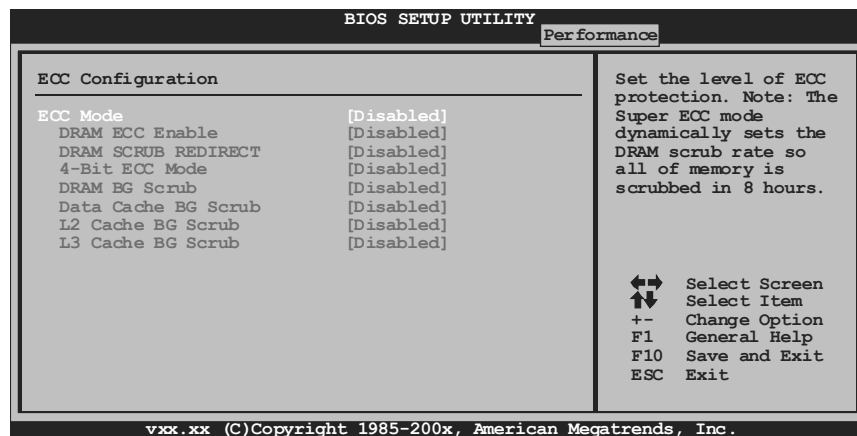 BIOS SETUP UTILITY
Performance
ECC Configuration
ECC Mode [Disabled]
DRAM ECC Enable [Disabled]
DRAM SCRUB REDIRECT [Disabled]
4-Bit ECC Mode [Disabled]
DRAM BG Scrub [Disabled]
Data Cache BG Scrub [Disabled]
L2 Cache BG Scrub [Disabled]
L3 Cache BG Scrub [Disabled]
Set the level of ECC
protection. Note: The
Super ECC mode
dynamically sets the
DRAM scrub rate so
all of memory is
scrubbed in 8 hours.
Select Screen
Select Item
+- Change Option
F1 General Help
F10 Save and Exit
ESC Exit
vxx.xx (C)Copyright 1985-200x, American Megatrends, Inc.